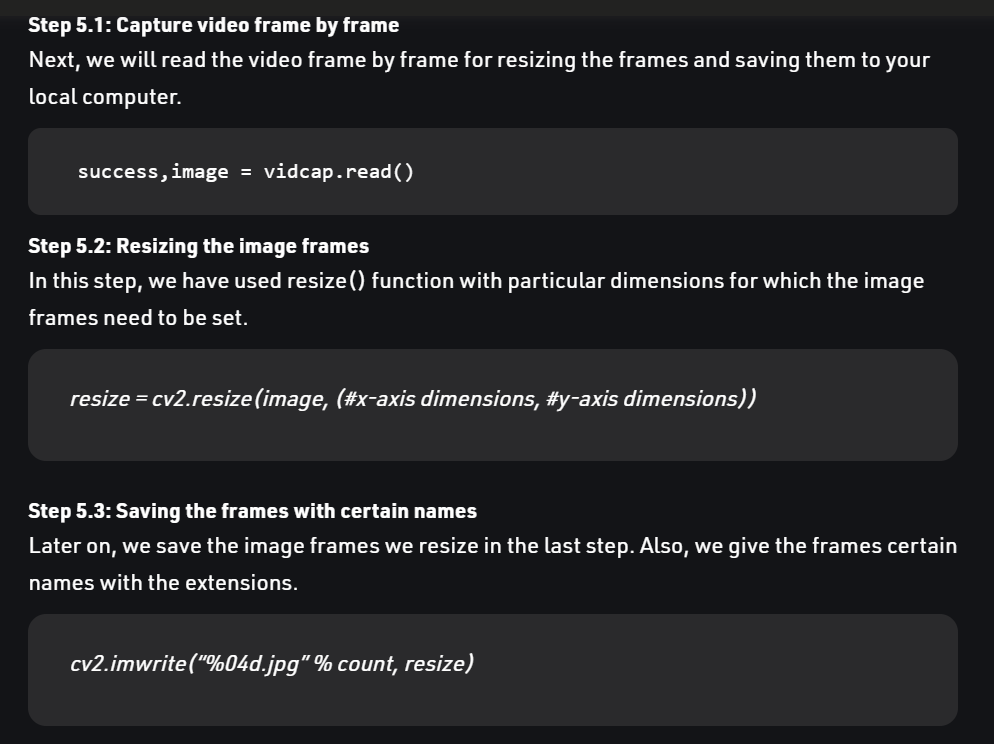 Step 5.1: Capture video frame by frame
Next, we will read the video frame by frame for resizing the frames and saving them to your
local computer.
success,image = vidcap.read()
Step 5.2: Resizing the image frames
In this step, we have used resize() function with particular dimensions for which the image
frames need to be set.
resize = cv2.resize(image, (#x-axis dimensions, #y-axis dimensions))
Step 5.3: Saving the frames with certain names
Later on, we save the image frames we resize in the last step. Also, we give the frames certain
names with the extensions.
cv2.imwrite(“%04d.jpg” % count, resize)